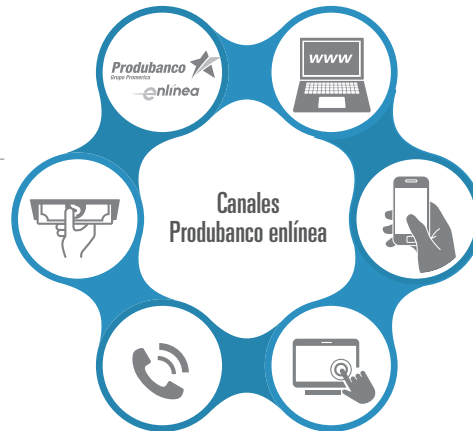 Produbanco
Grupo Promerica
enlínea
www
Canales
Produbanco enlínea